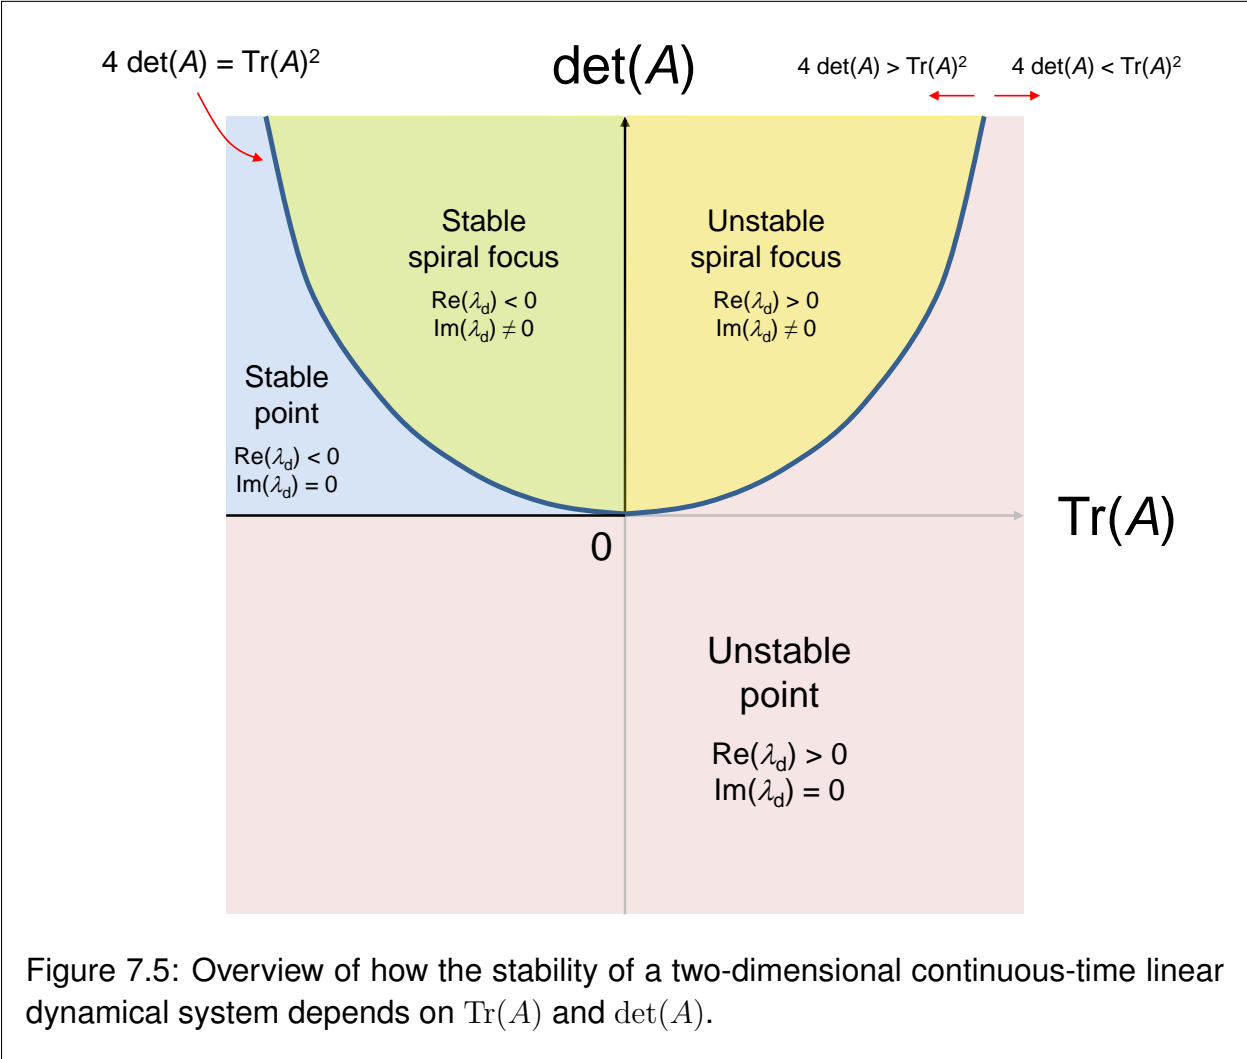 4 det(A) = Tr(A)²
det(A)
4 det(A) > Tr(A)²
4 det(A) < Tr(A)²
Stable
spiral focus
Re(λd) < 0
Im(λd) ≠ 0
Unstable
spiral focus
Re(λd) > 0
Im(λd) ≠ 0
Stable
point
Re(λd) < 0
Im(λd) = 0
Tr(A)
0
Unstable
point
Re(λd) > 0
Im(λd) = 0
Figure 7.5: Overview of how the stability of a two-dimensional continuous-time linear
dynamical system depends on Tr(A) and det(A).